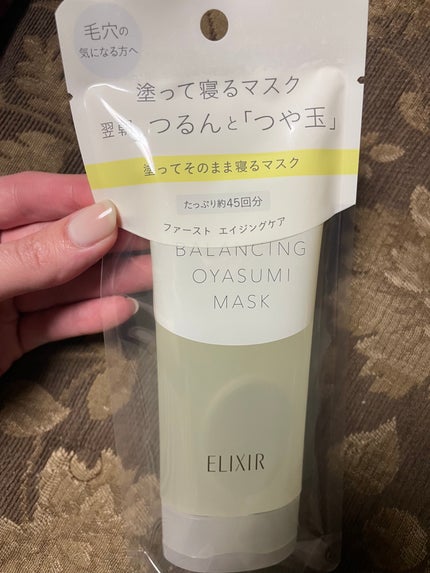 毛穴の
気になる方へ
塗って寝るマスク
翌朝、つるんと「つや玉」
塗ってそのまま寝るマスク
たっぷり約45回分
ファースト エイジングケア
BALANCING
OYASUMI
MASK
ELIXIR